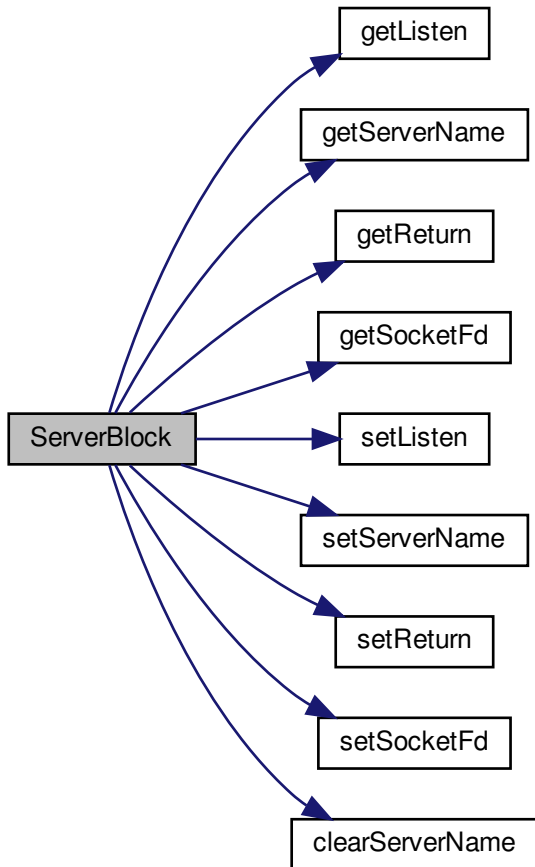 getListen
getServerName
getReturn
getSocketFd
ServerBlock
setListen
setServerName
setReturn
setSocketFd
clearServerName